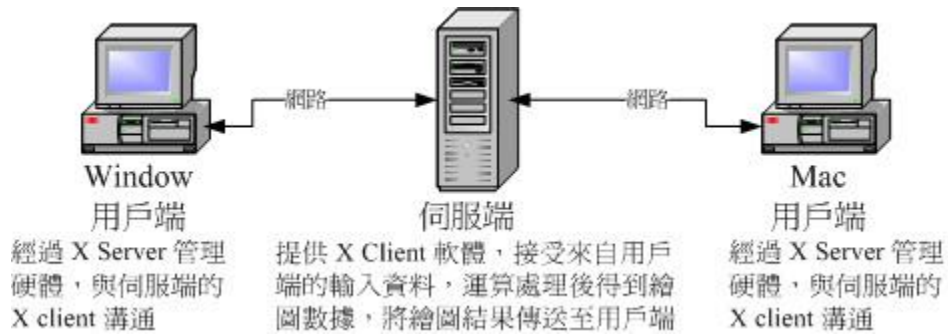 網路
網路
Window
用戶端
經過 X Server 管理
硬體，與伺服端的
X client 溝通
伺服端
提供 X Client 軟體，接受來自用戶
端的輸入資料，運算處理後得到繪
圖數據，將繪圖結果傳送至用戶端
Mac
用戶端
經過 X Server 管理
硬體，與伺服端的
X client 溝通